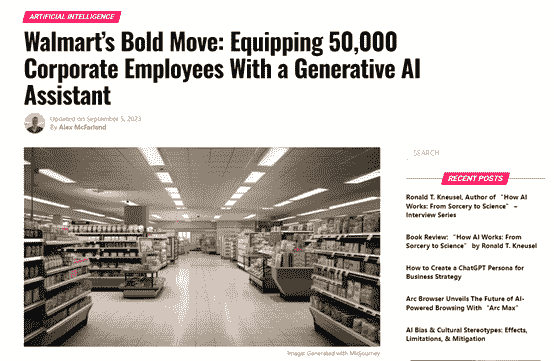 ARTIFICIAL INTELLIGENCE
Walmart’s Bold Move: Equipping 50,000
Corporate Employees With a Generative AI
Assistant
Updated on September 5, 2023
By Alex McFarland
SEARCH
RECENT POSTS
Ronald T. Kneusel, Author of “How AI
Works: From Sorcery to Science” –
Interview Series
Book Review: “How AI Works: From
Sorcery to Science” by Ronald T. Kneusel
How to Create a ChatGPT Persona for
Business Strategy
Arc Browser Unveils The Future of AI-
Powered Browsing With “Arc Max”
AI Bias & Cultural Stereotypes: Effects,
Limitations, & Mitigation
Image: Generated with Midjourney